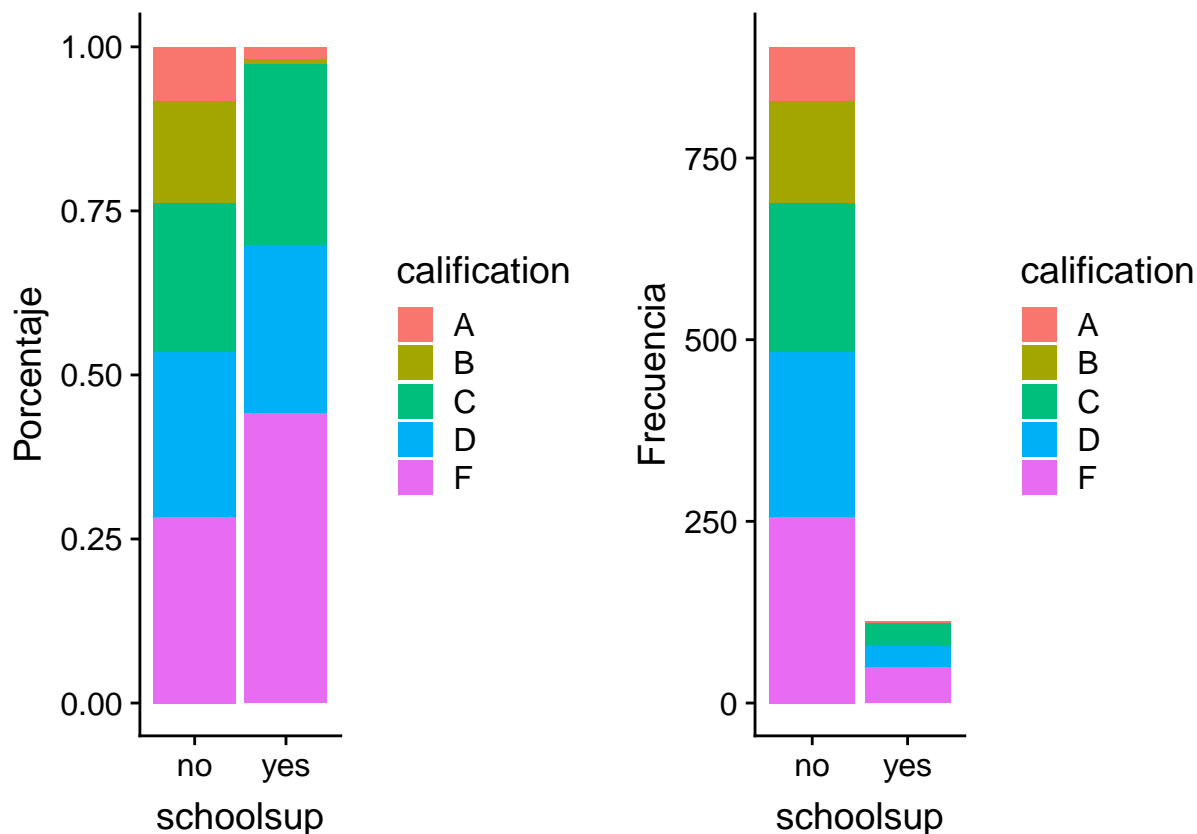 Porcentaje
1.00
0.75
0.50
0.25
0.00
no
yes
schoolsup
calification
A
B
C
D
F
Frecuencia
750
500
250
0
no
yes
schoolsup
calification
A
B
C
D
F